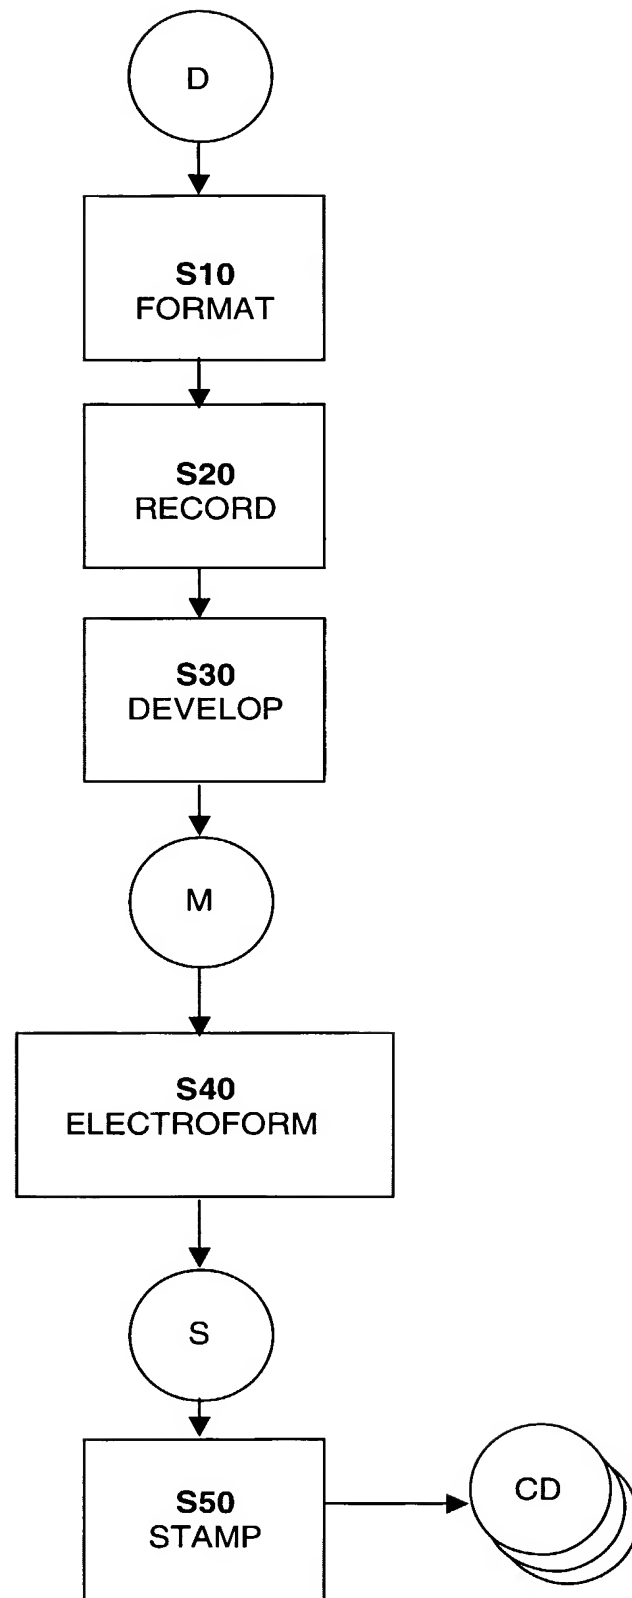 D
S10
FORMAT
S20
RECORD
S30
DEVELOP
M
S40
ELECTROFORM
S
S50
STAMP
CD